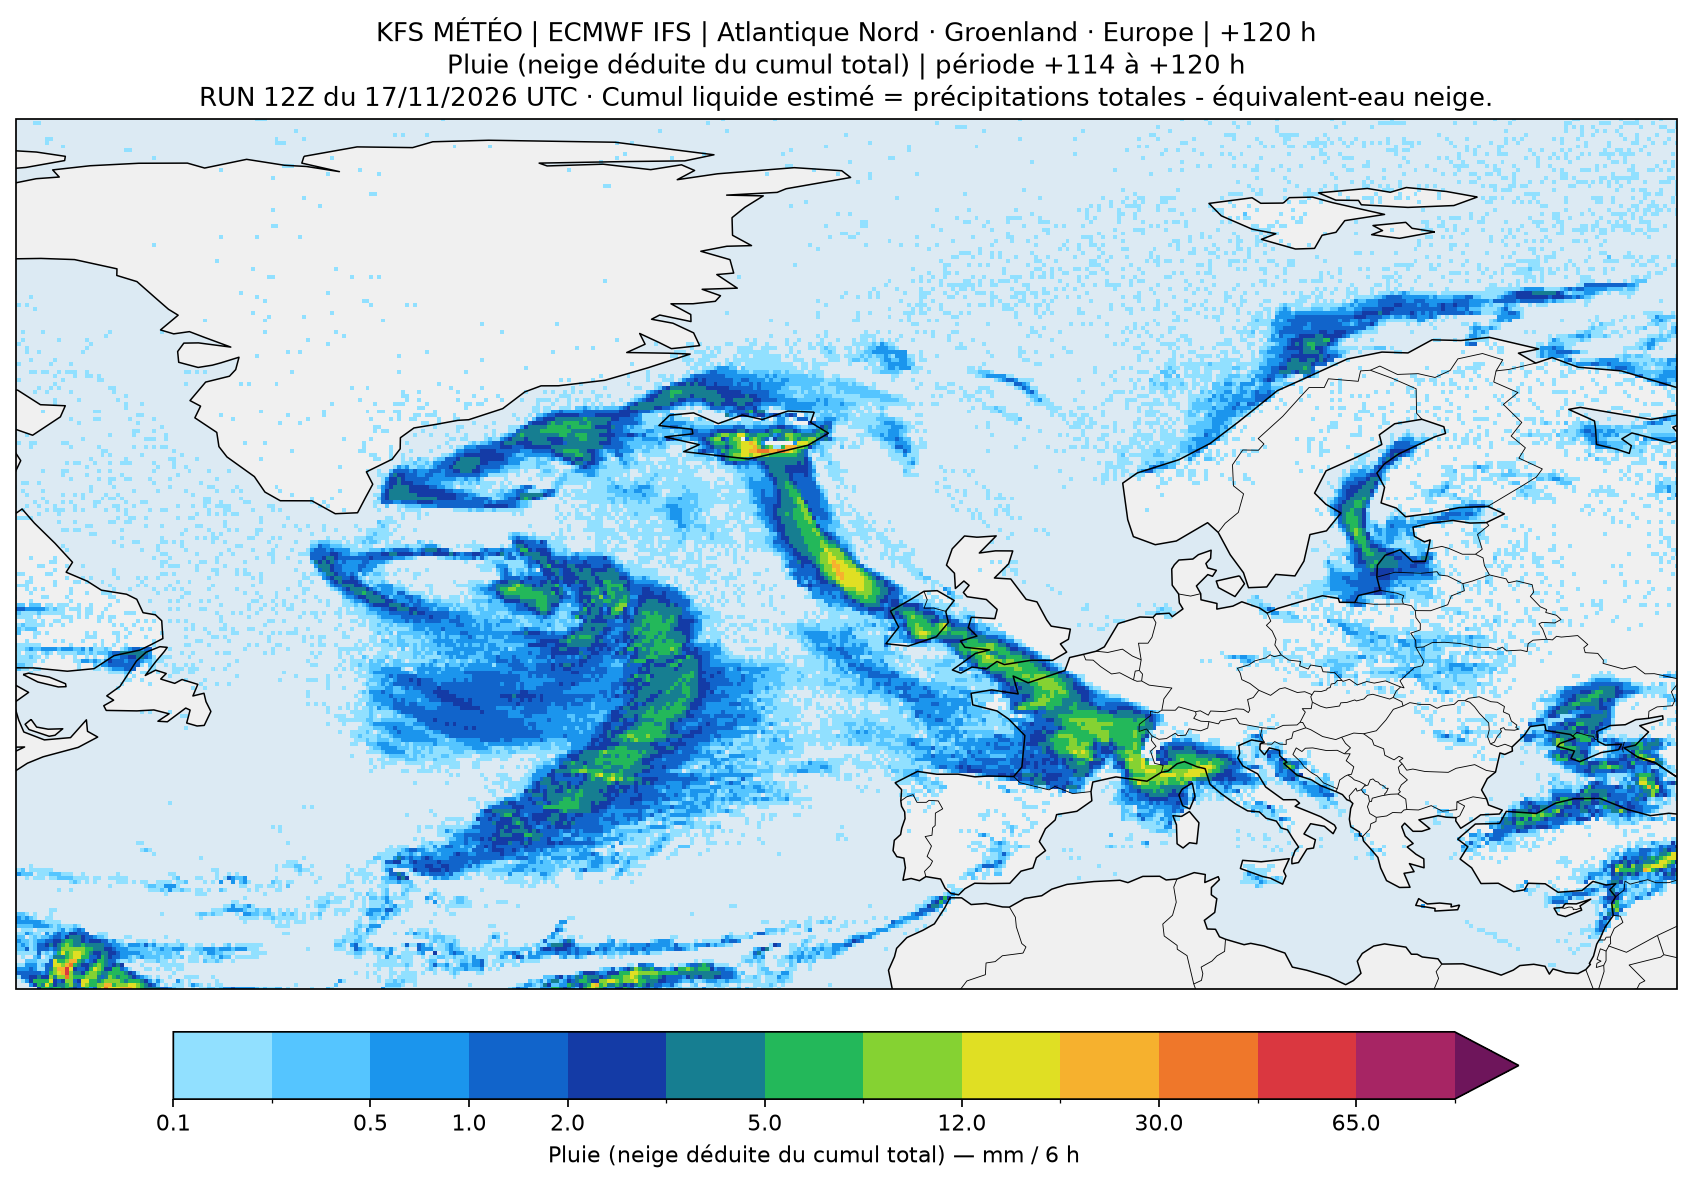 KFS MÉTÉO | ECMWF IFS | Atlantique Nord · Groenland · Europe | +120 h
Pluie (neige déduite du cumul total) | période +114 à +120 h
RUN 12Z du 17/11/2026 UTC · Cumul liquide estimé = précipitations totales - équivalent-eau neige.
0.1 0.5 1.0 2.0 5.0 12.0 30.0 65.0
Pluie (neige déduite du cumul total) — mm / 6 h